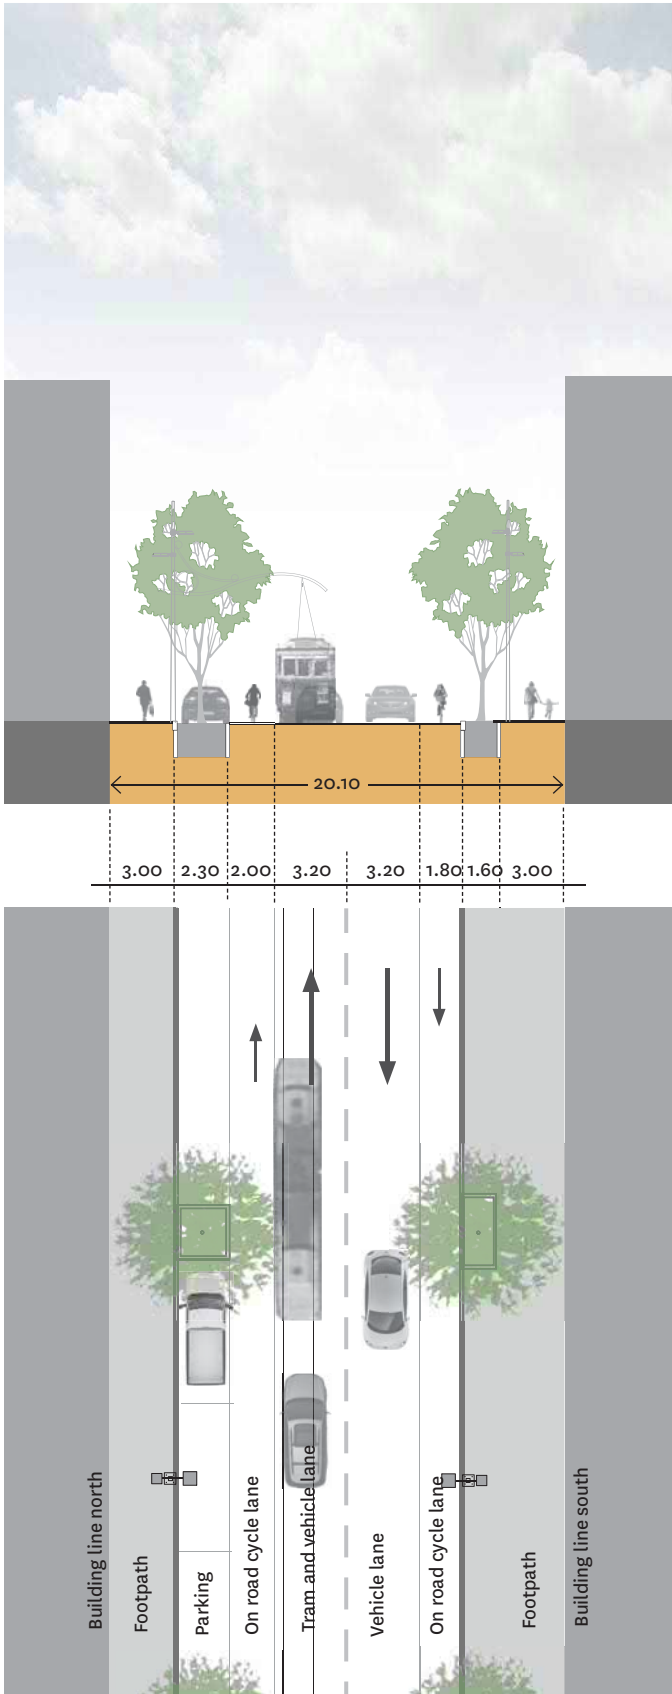 20.10
3.00 2.30 2.00 3.20 3.20 1.80 1.60 3.00
Building line north
Footpath
Parking
On road cycle lane
Tram and vehicle lane
Vehicle lane
On road cycle lane
Footpath
Building line south